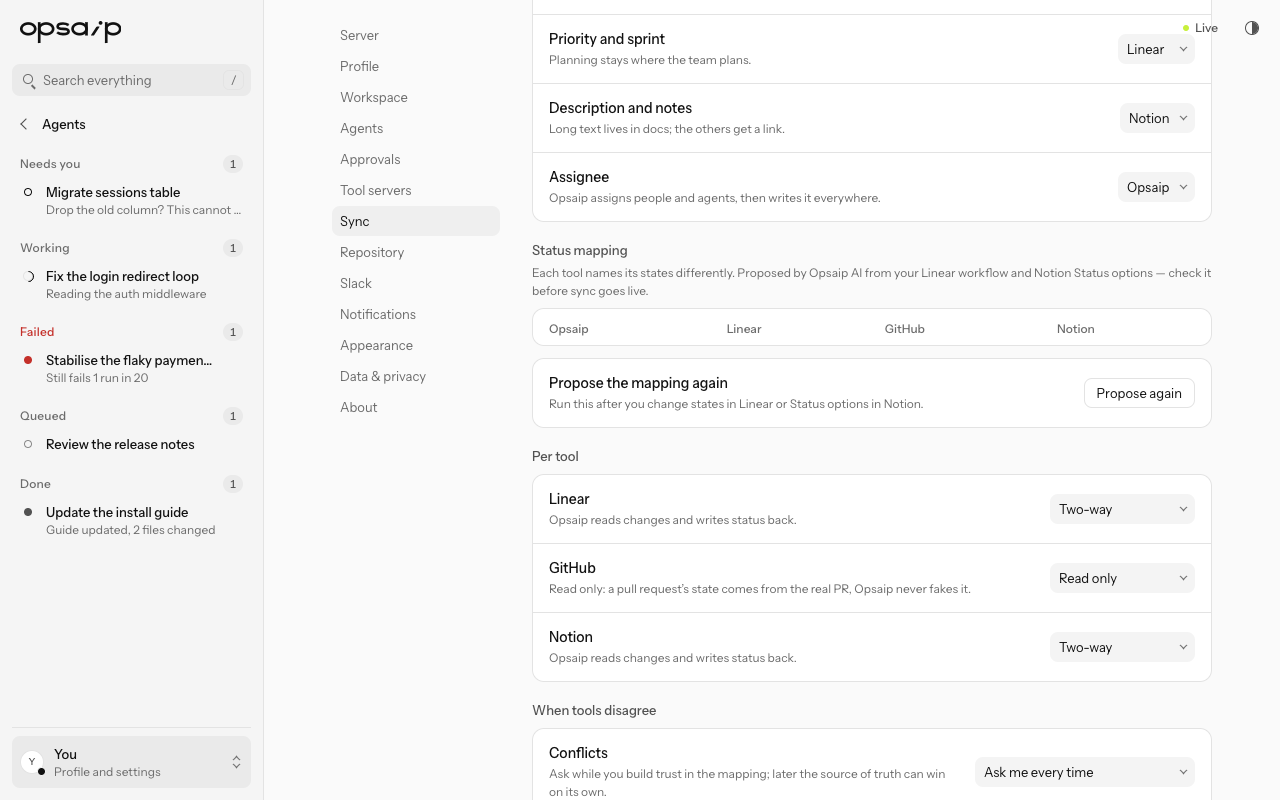 opsaip
Search everything
/
Agents
Needs you
1
Migrate sessions table
Drop the old column? This cannot ...
Working
1
Fix the login redirect loop
Reading the auth middleware
Failed
1
Stabilise the flaky paymen...
Still fails 1 run in 20
Queued
1
Review the release notes
Done
1
Update the install guide
Guide updated, 2 files changed
Y
You
Profile and settings
Server
Profile
Workspace
Agents
Approvals
Tool servers
Sync
Repository
Slack
Notifications
Appearance
Data & privacy
About
Live
Priority and sprint
Planning stays where the team plans.
Linear
Description and notes
Long text lives in docs; the others get a link.
Notion
Assignee
Opsaip assigns people and agents, then writes it everywhere.
Opsaip
Status mapping
Each tool names its states differently. Proposed by Opsaip AI from your Linear workflow and Notion Status options — check it
before sync goes live.
Opsaip Linear GitHub Notion
Propose the mapping again
Run this after you change states in Linear or Status options in Notion.
Propose again
Per tool
Linear
Opsaip reads changes and writes status back.
Two-way
GitHub
Read only: a pull request's state comes from the real PR, Opsaip never fakes it.
Read only
Notion
Opsaip reads changes and writes status back.
Two-way
When tools disagree
Conflicts
Ask while you build trust in the mapping; later the source of truth can win
on its own.
Ask me every time